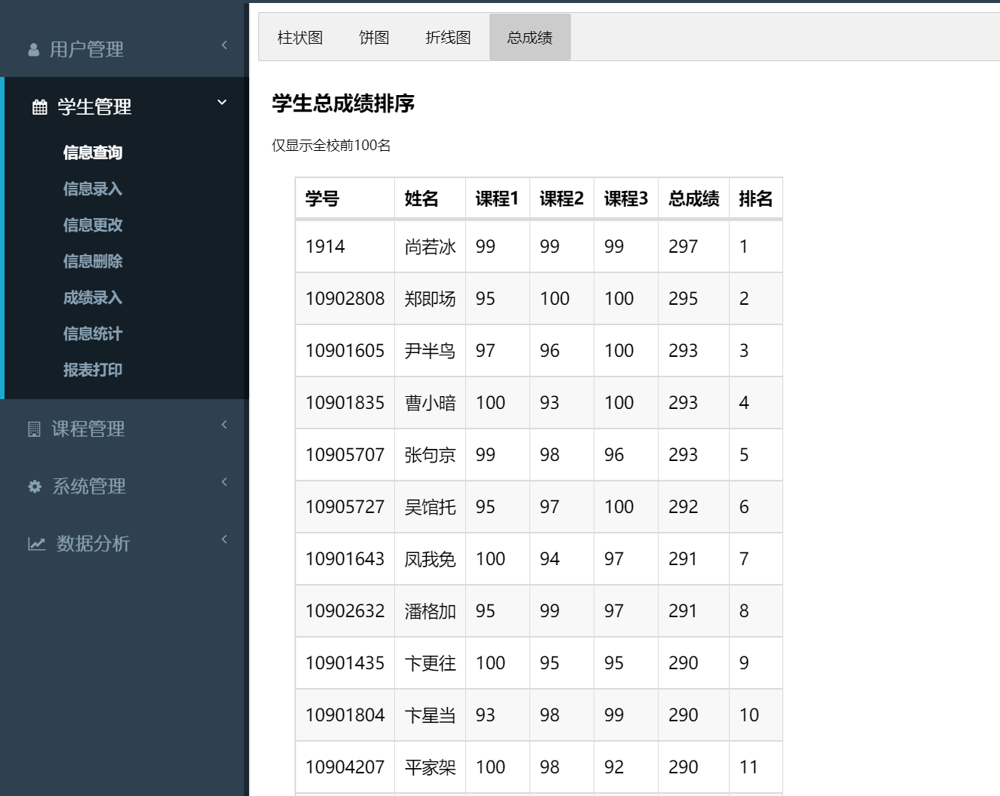 用户管理
学生管理
信息查询
信息录入
信息更改
信息删除
成绩录入
信息统计
报表打印
课程管理
系统管理
数据分析
柱状图 饼图 折线图 总成绩
学生总成绩排序
仅显示全校前100名
学号 姓名 课程1 课程2 课程3 总成绩 排名
1914 尚若冰 99 99 99 297 1
10902808 郑即场 95 100 100 295 2
10901605 尹半鸟 97 96 100 293 3
10901835 曹小暗 100 93 100 293 4
10905707 张句京 99 98 96 293 5
10905727 吴馆托 95 97 100 292 6
10901643 凤我免 100 94 97 291 7
10902632 潘格加 95 99 97 291 8
10901435 卞更往 100 95 95 290 9
10901804 卞星当 93 98 99 290 10
10904207 平家架 100 98 92 290 11